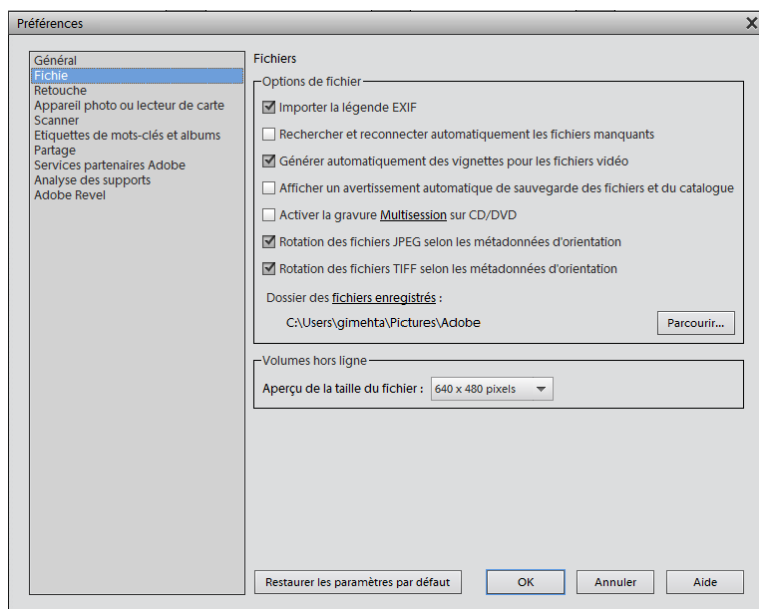 Préférences
Général
Fichie
Retouche
Appareil photo ou lecteur de carte
Scanner
Etiquettes de mots-clés et albums
Partage
Services partenaires Adobe
Analyse des supports
Adobe Revel
Fichiers
Options de fichier
Importer la légende EXIF
Rechercher et reconnecter automatiquement les fichiers manquants
Générer automatiquement des vignettes pour les fichiers vidéo
Afficher un avertissement automatique de sauvegarde des fichiers et du catalogue
Activer la gravure Multisession sur CD/DVD
Rotation des fichiers JPEG selon les métadonnées d'orientation
Rotation des fichiers TIFF selon les métadonnées d'orientation
Dossier des fichiers enregistrés :
C:\Users\gimehta\Pictures\Adobe
Parcourir...
Volumes hors ligne
Aperçu de la taille du fichier : 640 x 480 pixels
Restaurer les paramètres par défaut OK Annuler Aide